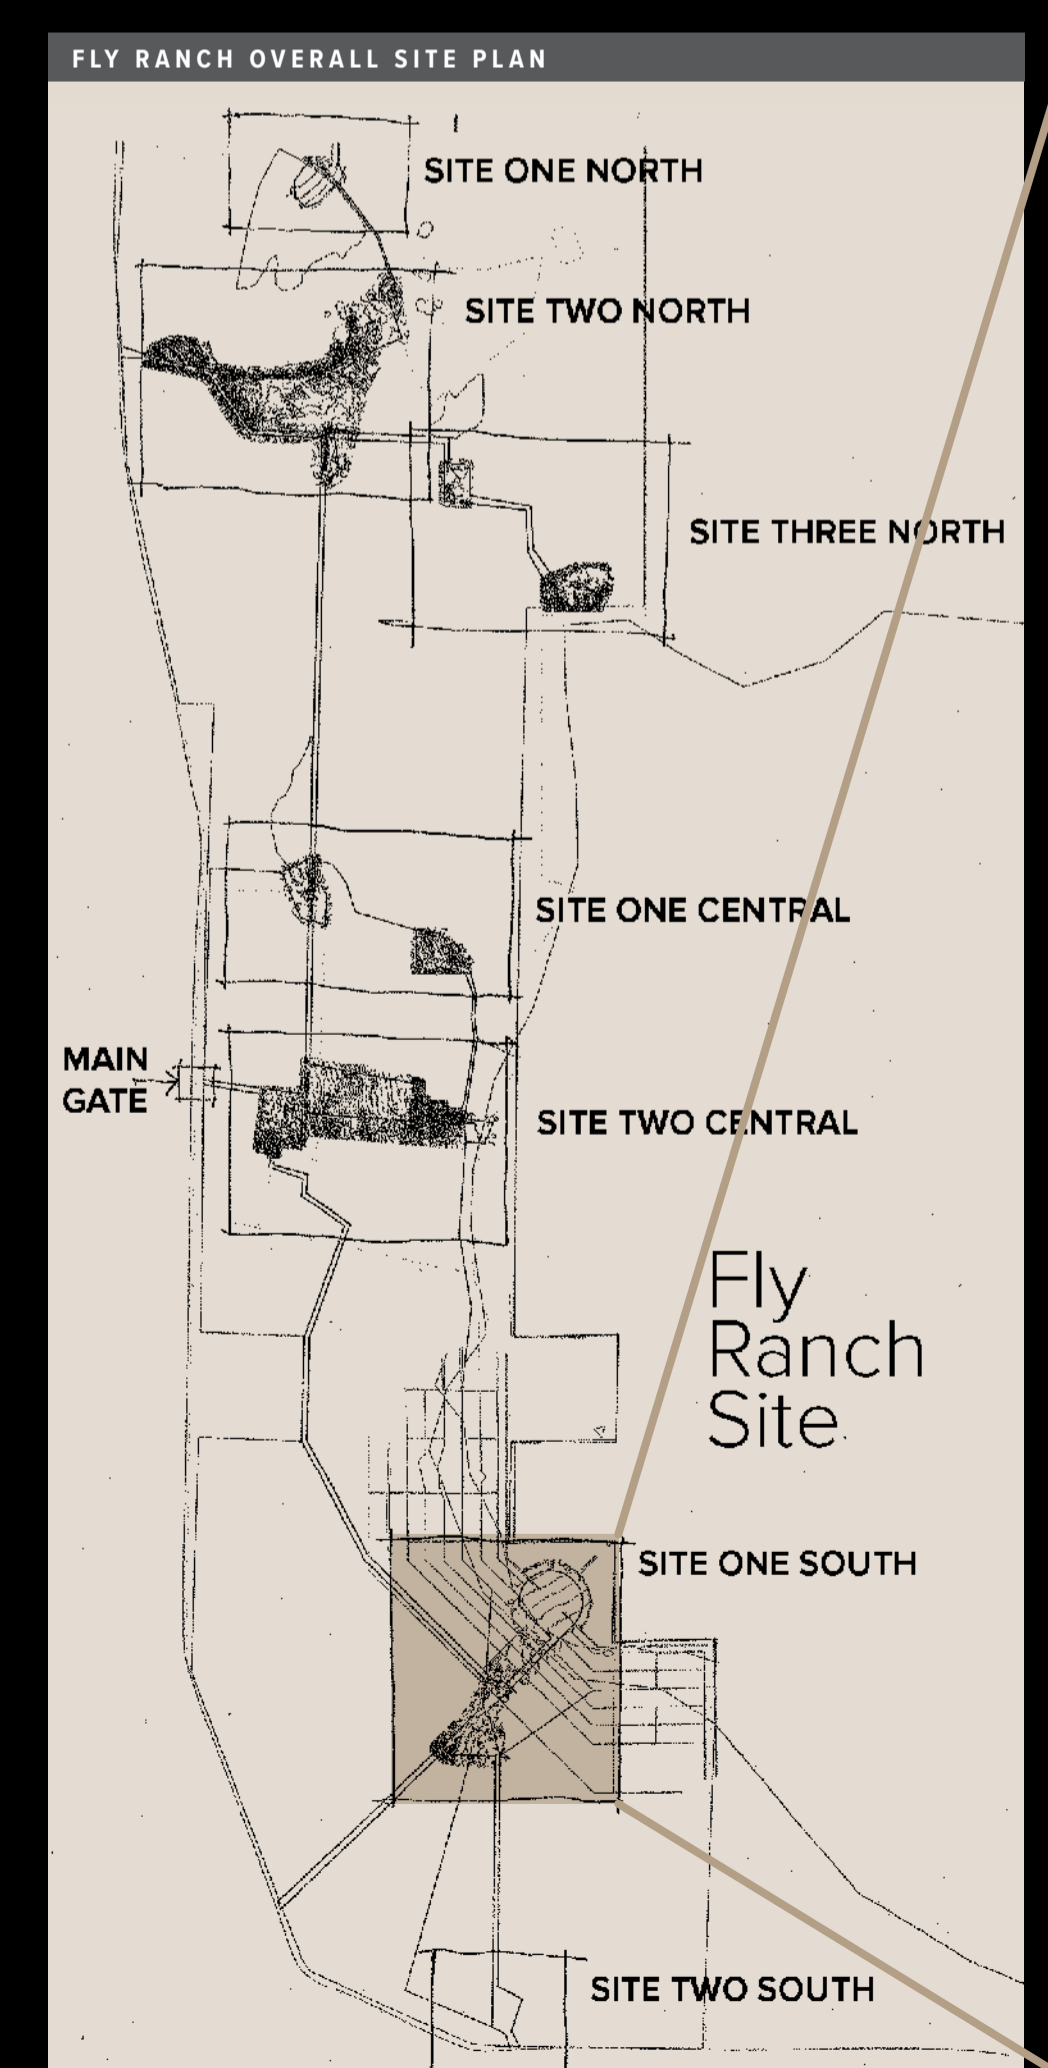 FLY RANCH OVERALL SITE PLAN
SITE ONE NORTH
SITE TWO NORTH
SITE THREE NORTH
SITE ONE CENTRAL
MAIN
GATE
SITE TWO CENTRAL
Fly
Ranch
Site
SITE ONE SOUTH
SITE TWO SOUTH